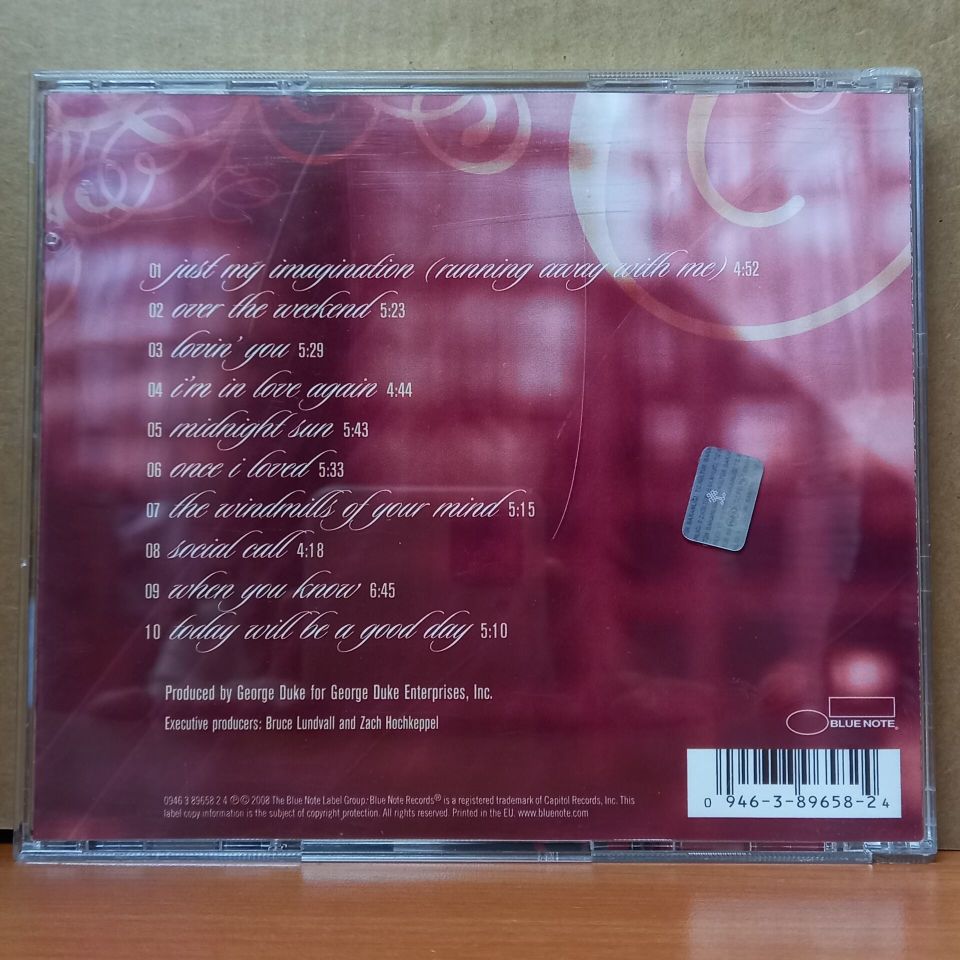 01 just my imagination (running away with me) 4:52
02 over the weekend 5:23
03 lovin' you 5:29
04 i'm in love again 4:44
05 midnight sun 5:43
06 once i loved 5:33
07 the windmills of your mind 5:15
08 social call 4:18
09 when you know 6:45
10 today will be a good day 5:10
Produced by George Duke for George Duke Enterprises, Inc.
Executive producers: Bruce Lundvall and Zach Hochkeppel
BLUE NOTE®
0946 3 89658 2 4 ℗ © 2008 The Blue Note Label Group. Blue Note Records® is a registered trademark of Capitol Records, Inc. This
label copy information is the subject of copyright protection. All rights reserved. Printed in the EU. www.bluenote.com
0 946-3-89658-2 4